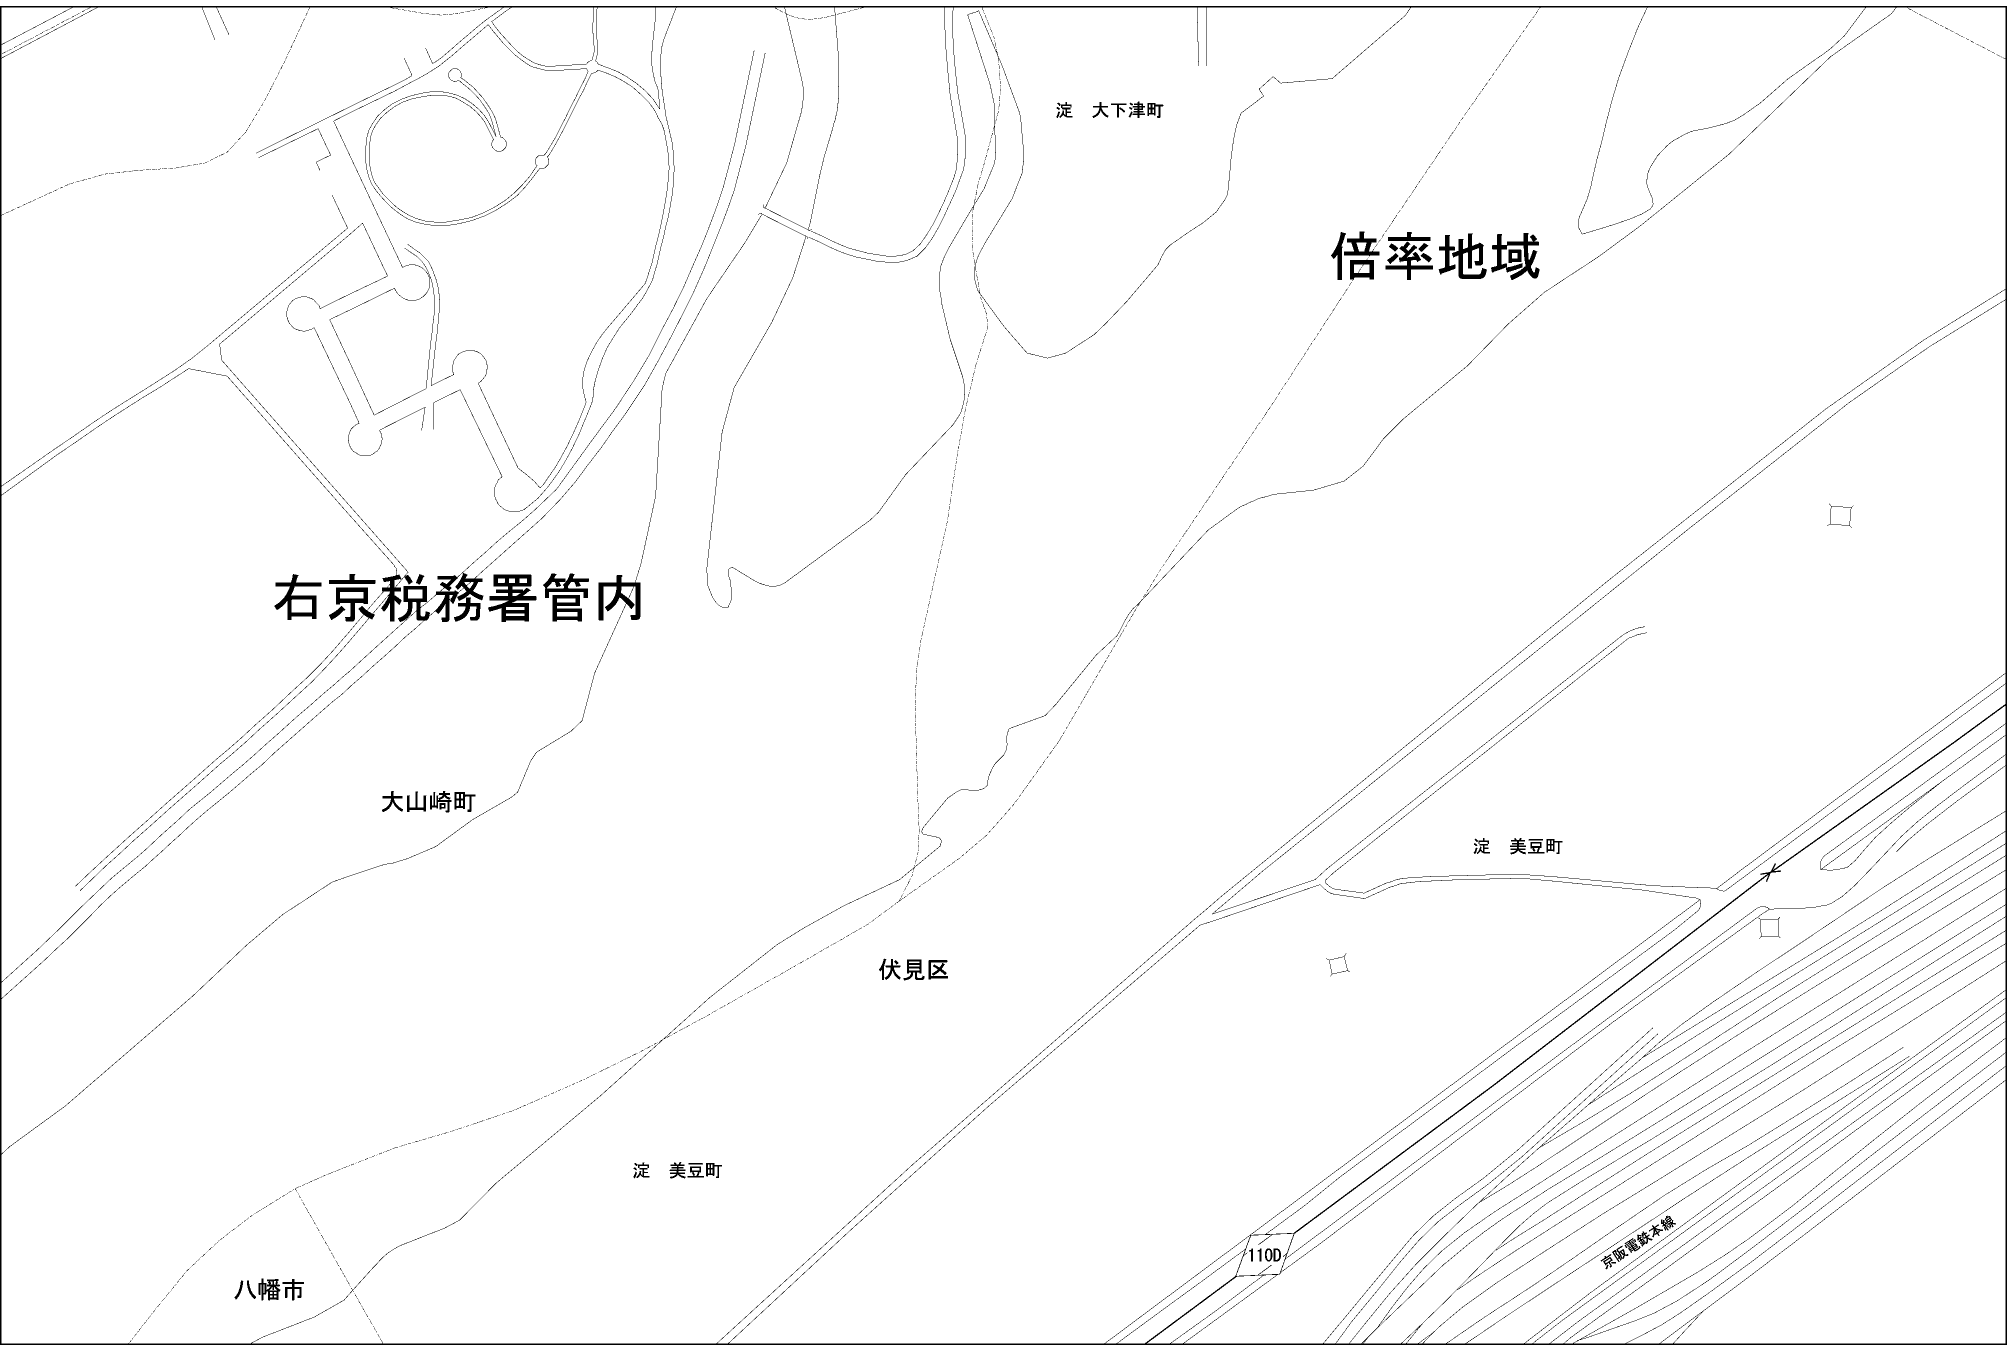 淀　大下津町
倍率地域
右京税務署管内
大山崎町
淀　美豆町
伏見区
淀　美豆町
京阪電鉄本線
110D
八幡市